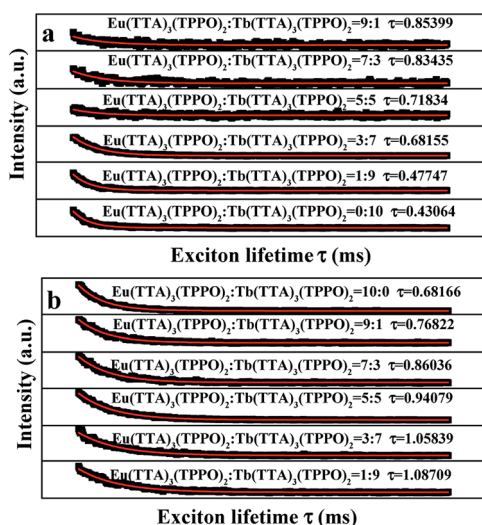 a
Eu(TTA)₃(TPPO)₂:Tb(TTA)₃(TPPO)₂=9:1 τ=0.85399
Eu(TTA)₃(TPPO)₂:Tb(TTA)₃(TPPO)₂=7:3 τ=0.83435
Eu(TTA)₃(TPPO)₂:Tb(TTA)₃(TPPO)₂=5:5 τ=0.71834
Eu(TTA)₃(TPPO)₂:Tb(TTA)₃(TPPO)₂=3:7 τ=0.68155
Eu(TTA)₃(TPPO)₂:Tb(TTA)₃(TPPO)₂=1:9 τ=0.47747
Eu(TTA)₃(TPPO)₂:Tb(TTA)₃(TPPO)₂=0:10 τ=0.43064
Intensity (a.u.)
Exciton lifetime τ (ms)
b
Eu(TTA)₃(TPPO)₂:Tb(TTA)₃(TPPO)₂=10:0 τ=0.68166
Eu(TTA)₃(TPPO)₂:Tb(TTA)₃(TPPO)₂=9:1 τ=0.76822
Eu(TTA)₃(TPPO)₂:Tb(TTA)₃(TPPO)₂=7:3 τ=0.86036
Eu(TTA)₃(TPPO)₂:Tb(TTA)₃(TPPO)₂=5:5 τ=0.94079
Eu(TTA)₃(TPPO)₂:Tb(TTA)₃(TPPO)₂=3:7 τ=1.05839
Eu(TTA)₃(TPPO)₂:Tb(TTA)₃(TPPO)₂=1:9 τ=1.08709
Intensity (a.u.)
Exciton lifetime τ (ms)